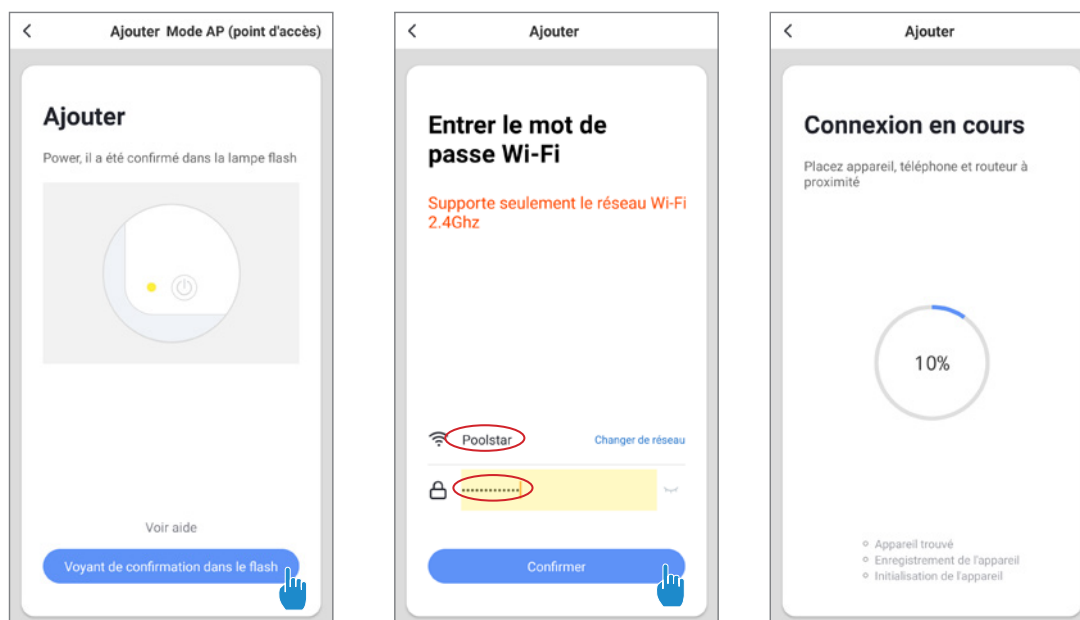 Ajouter Mode AP (point d'accès)
Ajouter
Power, il a été confirmé dans la lampe flash
Voir aide
Voyant de confirmation dans le flash
Ajouter
Entrer le mot de
passe Wi-Fi
Supporte seulement le réseau Wi-Fi
2.4Ghz
Poolstar Changer de réseau
•••••••••••••
Confirmer
Ajouter
Connexion en cours
Placez appareil, téléphone et routeur à
proximité
10%
Appareil trouvé
Enregistrement de l'appareil
Initialisation de l'appareil